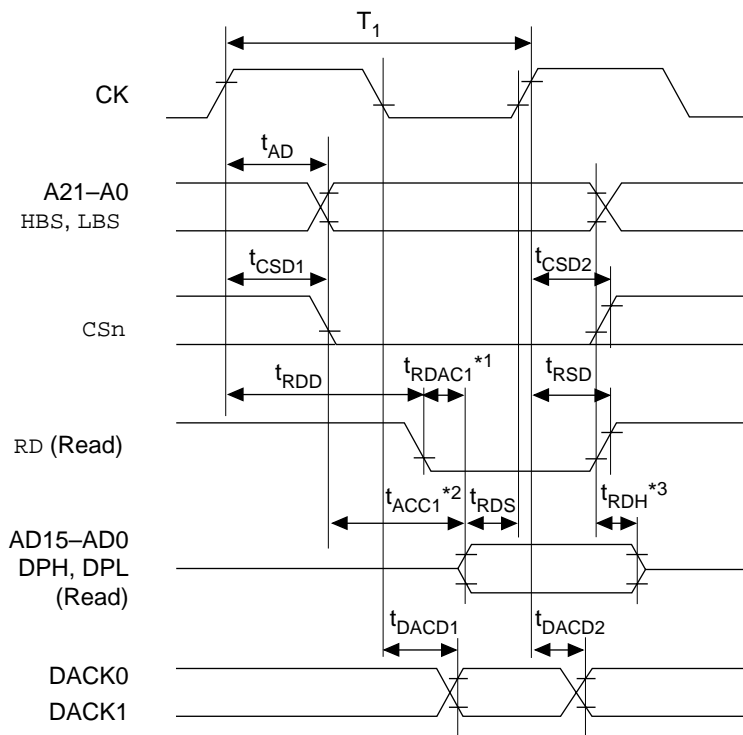 T1
CK
tAD
A21–A0
HBS, LBS
tCSD1
tCSD2
CSn
tRDD
tRDAC1*1
tRSD
RD (Read)
tACC1*2
tRDS
tRDH*3
AD15–AD0
DPH, DPL
(Read)
tDACD1
tDACD2
DACK0
DACK1